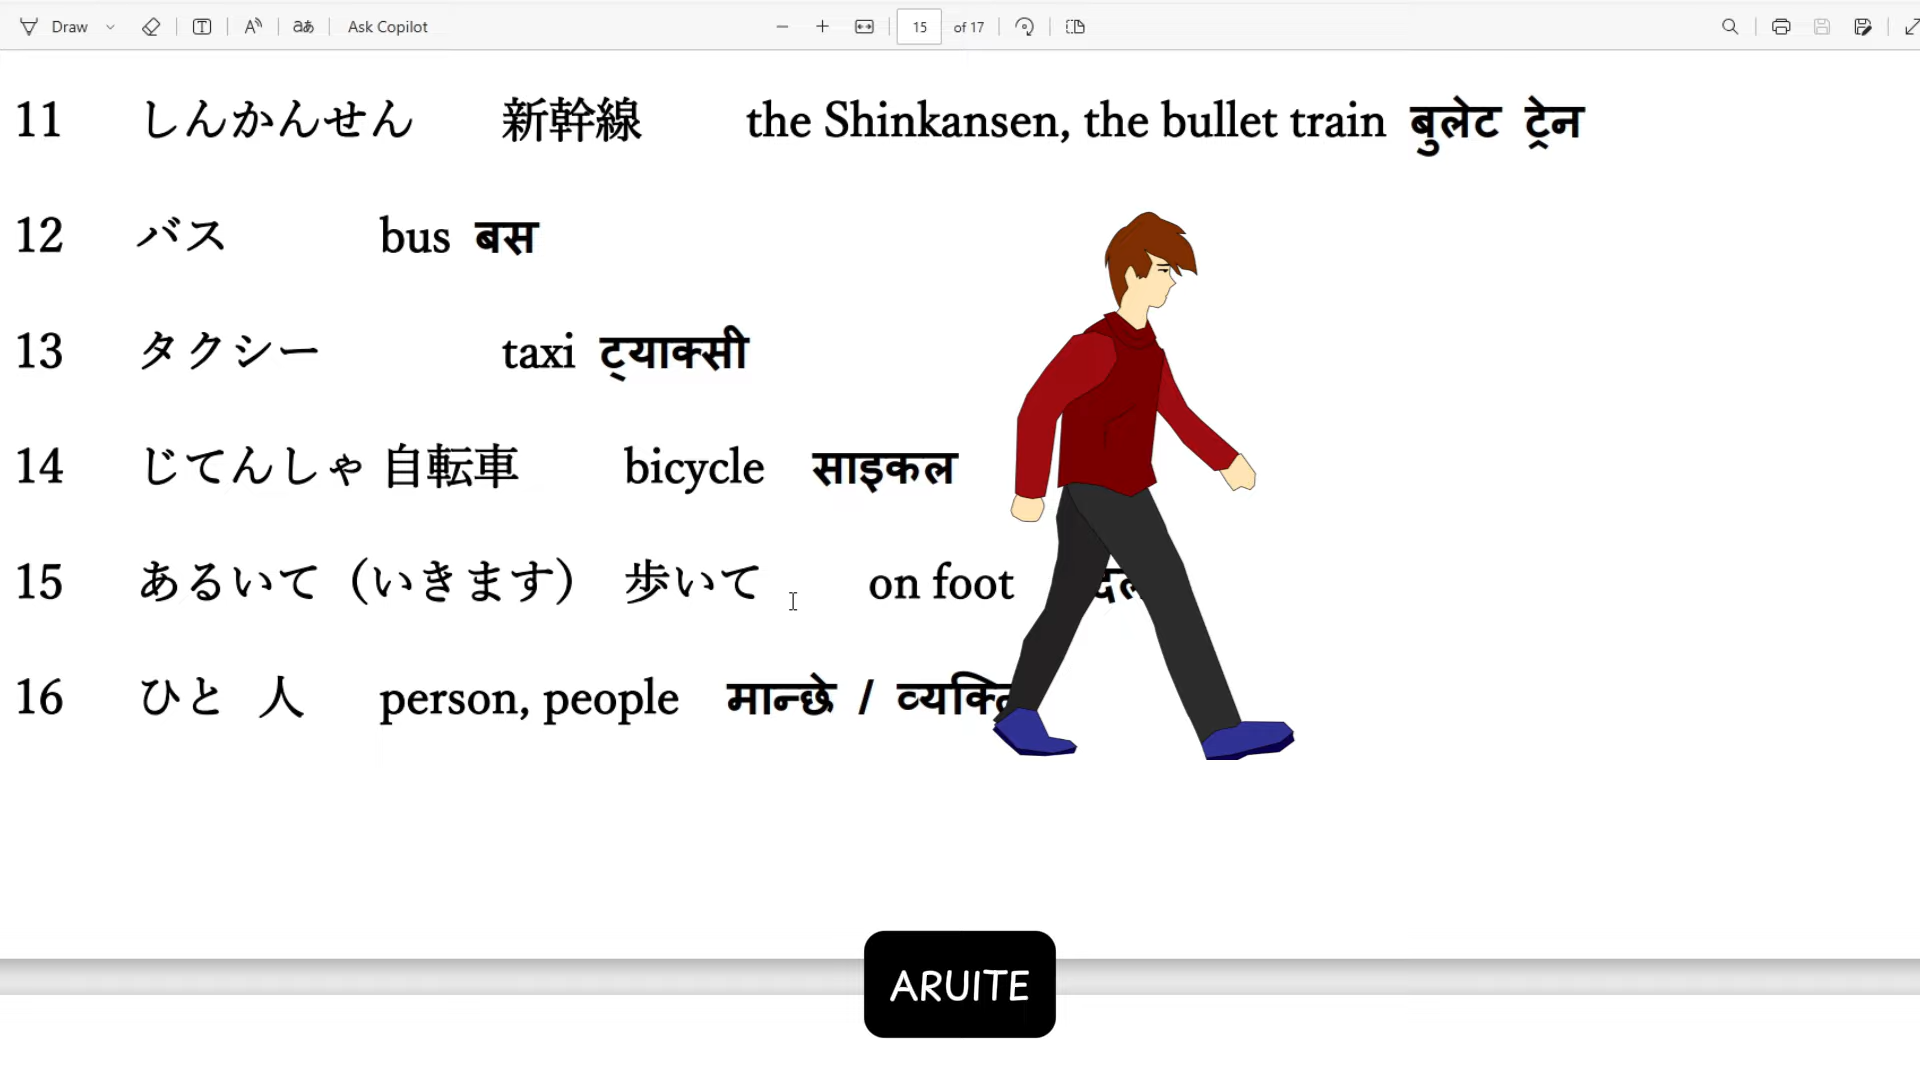 Draw Ask Copilot 15 of 17
11 しんかんせん 新幹線 the Shinkansen, the bullet train बुलेट ट्रेन
12 バス bus बस
13 タクシー taxi ट्याक्सी
14 じてんしゃ 自転車 bicycle साइकल
15 あるいて（いきます） 歩いて on foot
16 ひと 人 person, people मान्छे /
ARUITE